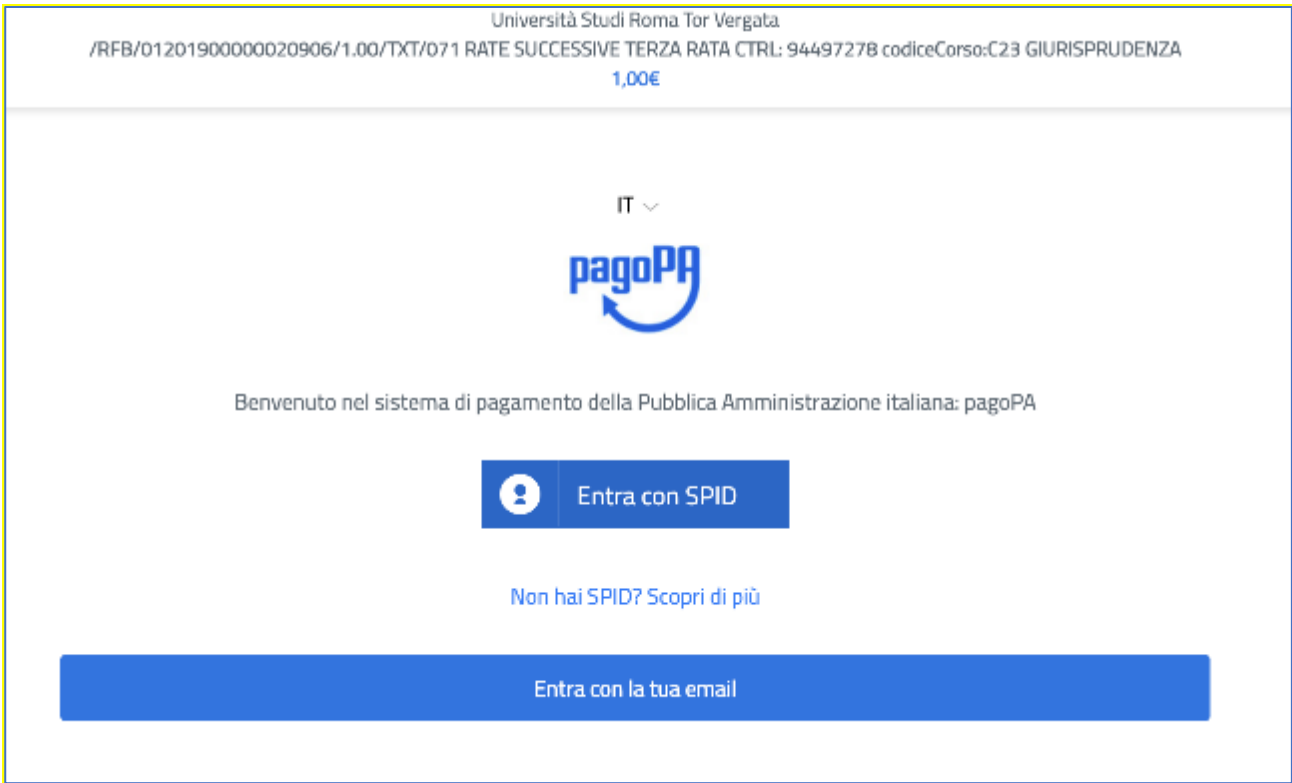 Università Studi Roma Tor Vergata
/RFB/01201900000020906/1.00/TXT/071 RATE SUCCESSIVE TERZA RATA CTRL: 94497278 codiceCorso:C23 GIURISPRUDENZA
1,00€
IT
pagoPA
Benvenuto nel sistema di pagamento della Pubblica Amministrazione italiana: pagoPA
Entra con SPID
Non hai SPID? Scopri di più
Entra con la tua email